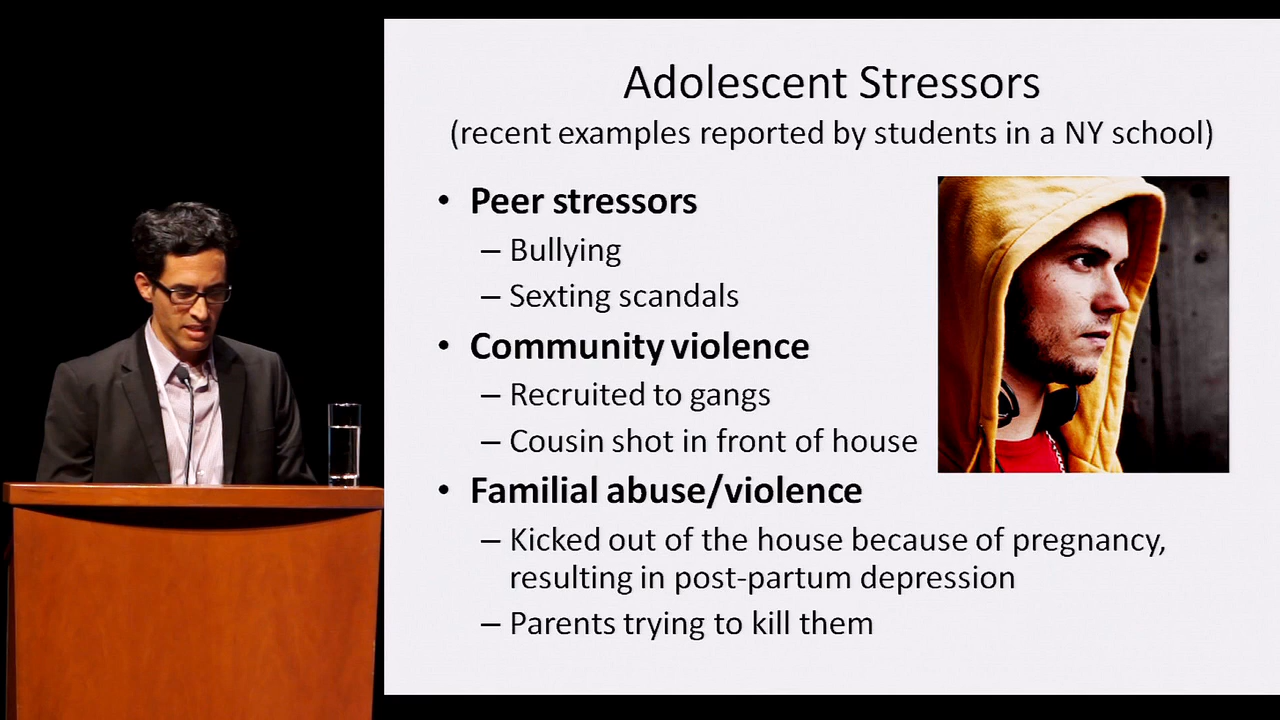 Adolescent Stressors
(recent examples reported by students in a NY school)
• Peer stressors
– Bullying
– Sexting scandals
• Community violence
– Recruited to gangs
– Cousin shot in front of house
• Familial abuse/violence
– Kicked out of the house because of pregnancy,
resulting in post-partum depression
– Parents trying to kill them